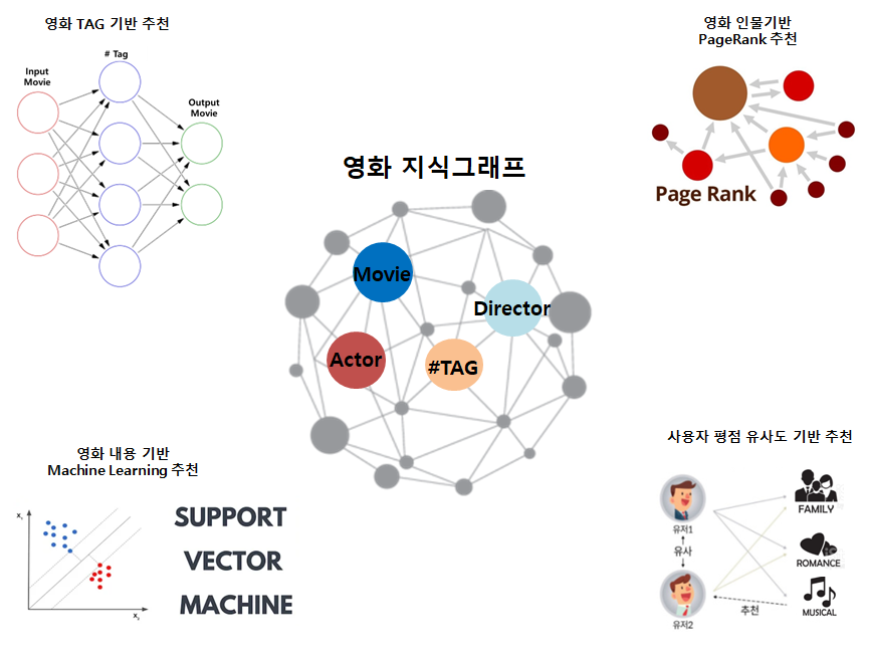 영화 TAG 기반 추천
# Tag
Input
Movie
Output
Movie
영화 인물기반
PageRank 추천
Page Rank
영화 지식그래프
Movie
Director
Actor
#TAG
영화 내용 기반
Machine Learning 추천
X₁
X₂
SUPPORT
VECTOR
MACHINE
사용자 평점 유사도 기반 추천
유저1
유사
유저2
추천
FAMILY
ROMANCE
MUSICAL